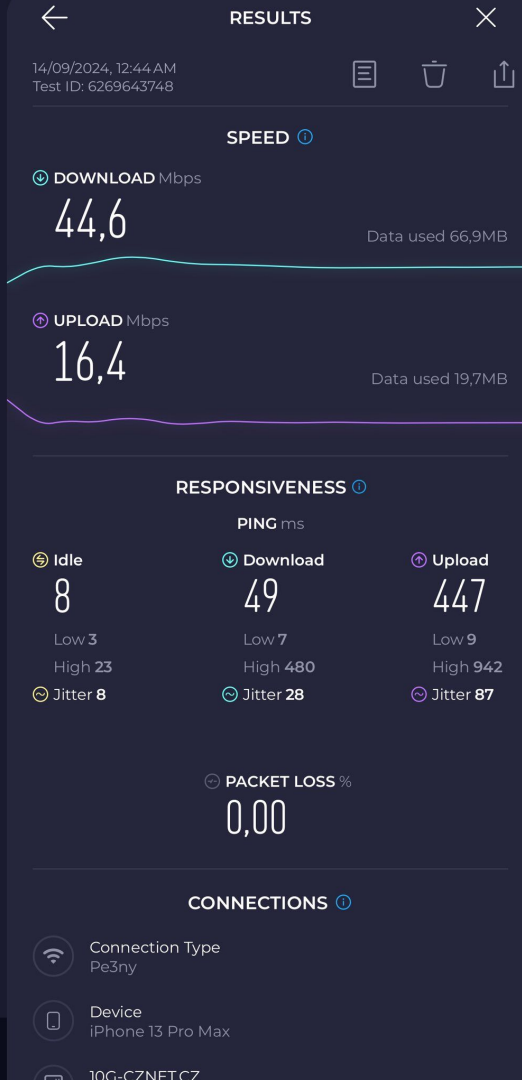 RESULTS
14/09/2024, 12:44 AM
Test ID: 6269643748
SPEED
DOWNLOAD Mbps
44,6
Data used 66,9MB
UPLOAD Mbps
16,4
Data used 19,7MB
RESPONSIVENESS
PING ms
Idle Download Upload
8 49 447
Low 3 Low 7 Low 9
High 23 High 480 High 942
Jitter 8 Jitter 28 Jitter 87
PACKET LOSS %
0,00
CONNECTIONS
Connection Type
Pe3ny
Device
iPhone 13 Pro Max
10G-CZNET.CZ